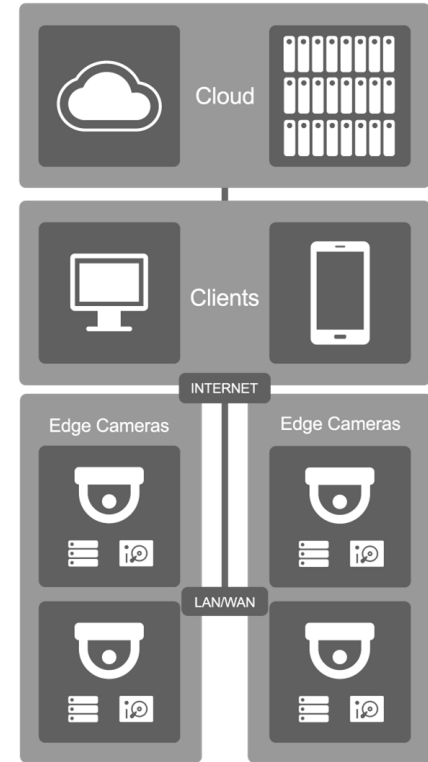 Cloud
Clients
INTERNET
Edge Cameras
Edge Cameras
LAN/WAN